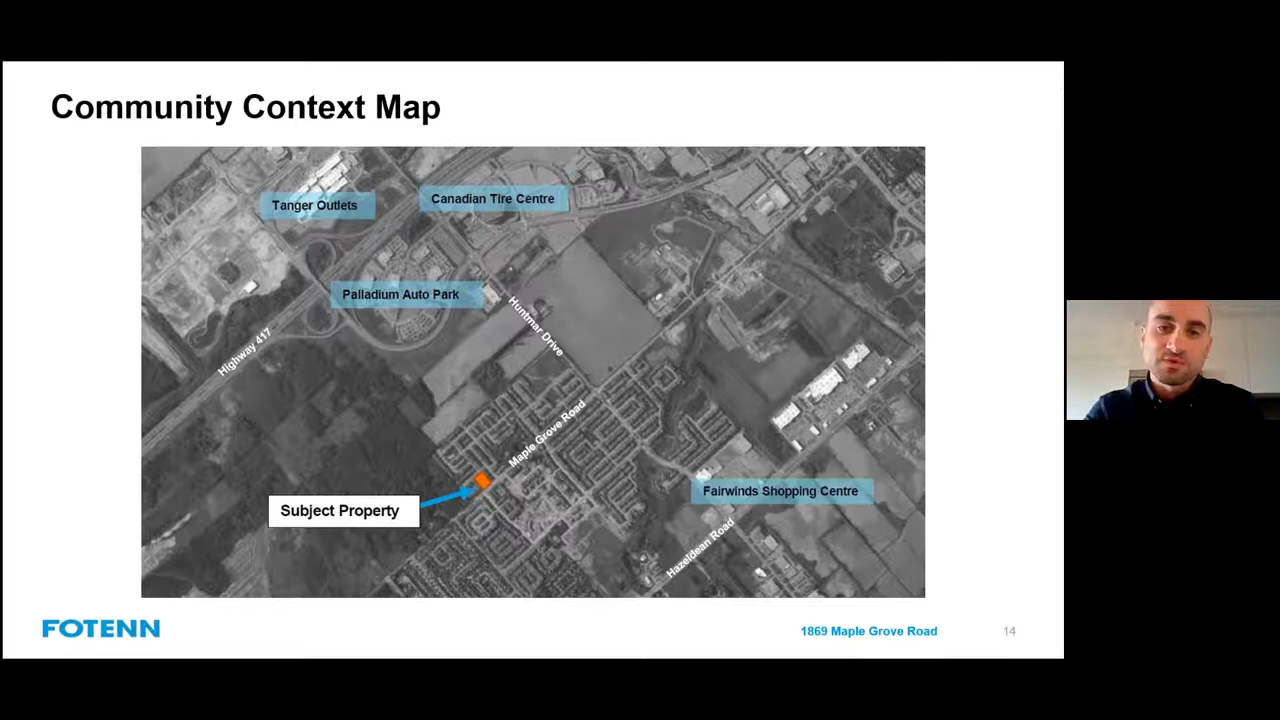 Community Context Map
Tanger Outlets
Canadian Tire Centre
Palladium Auto Park
Huntmar Drive
Highway 417
Maple Grove Road
Subject Property
Fairwinds Shopping Centre
Hazeldean Road
FOTENN
1869 Maple Grove Road
14